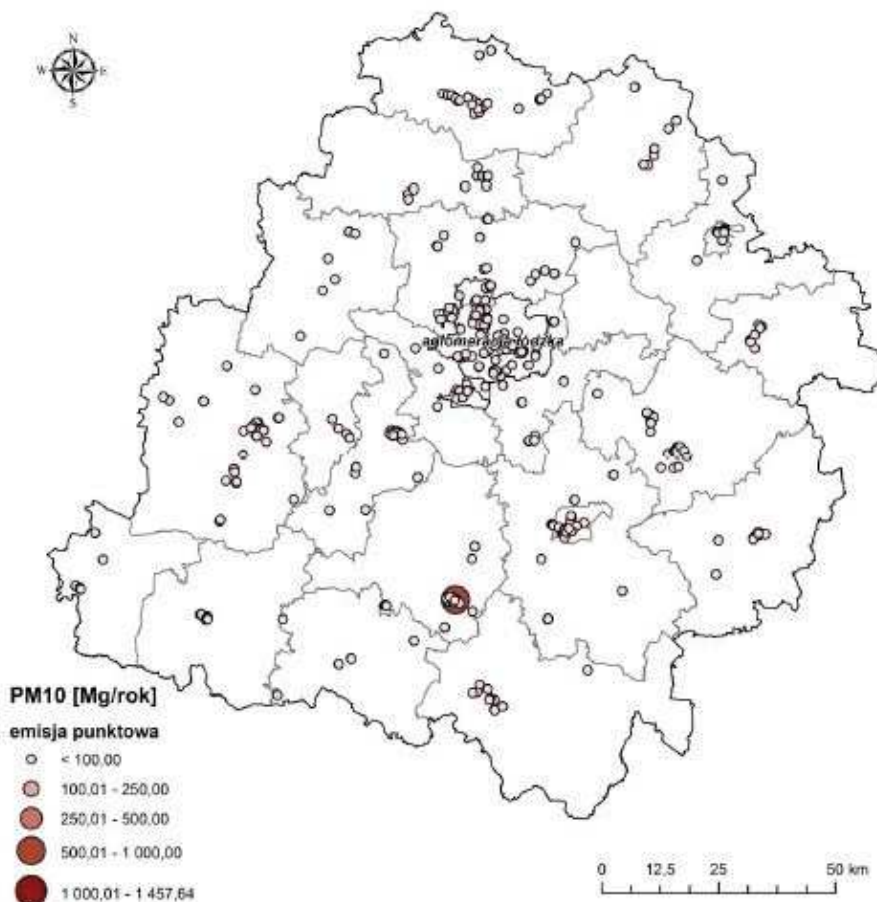 N
W E
S
aglomeracja łódzka
PM10 [Mg/rok]
emisja punktowa
< 100,00
100,01 - 250,00
250,01 - 500,00
500,01 - 1 000,00
1 000,01 - 1 457,64
0 12,5 25 50 km